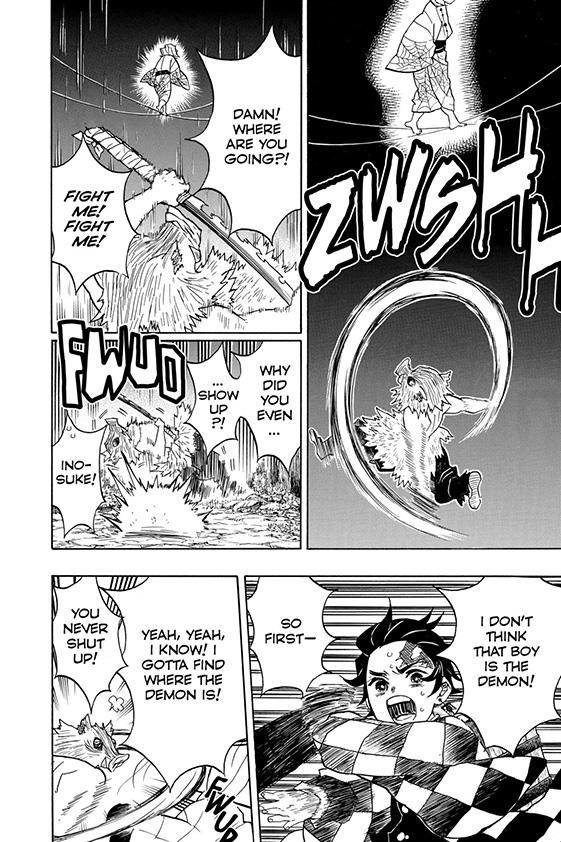 ZWSHH
DAMN!
WHERE
ARE YOU
GOING?!
FIGHT
ME!
FIGHT
ME!
WHY
DID
YOU
EVEN
...
...
SHOW
UP
?!
FWUD
INO-
SUKE!
I DON'T
THINK
THAT BOY
IS THE
DEMON!
SO
FIRST—
YEAH, YEAH,
I KNOW! I
GOTTA FIND
WHERE THE
DEMON IS!
YOU
NEVER
SHUT
UP!
FWUP